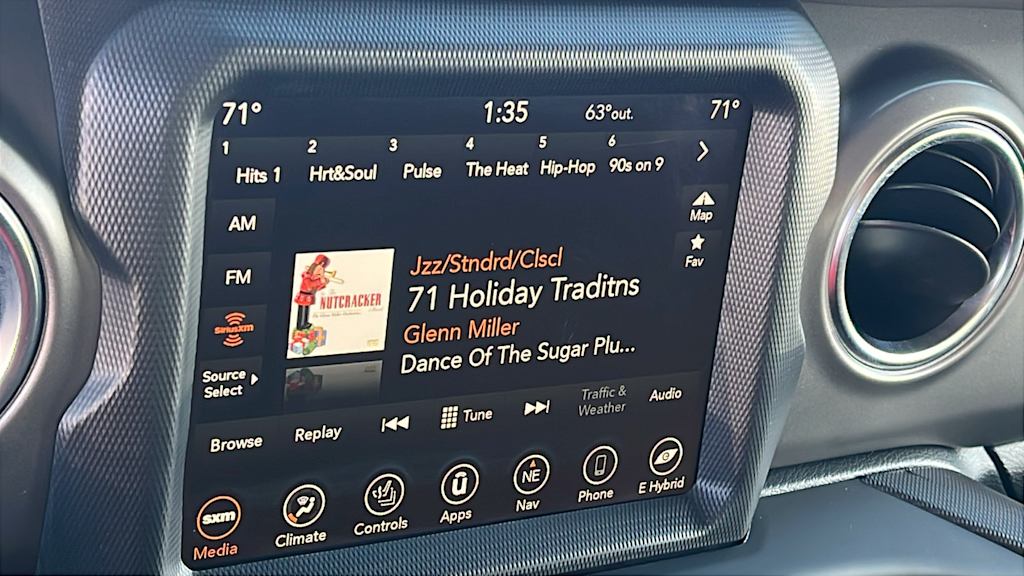 71° 1:35 63°out. 71°
1 2 3 4 5 6
Hits 1 Hrt&Soul Pulse The Heat Hip-Hop 90s on 9
AM
Map
FM
Fav
NUTCRACKER
Jzz/Stndrd/Clscl
71 Holiday Traditns
Glenn Miller
Dance Of The Sugar Plu...
SiriusXM
Source
Select
Browse Replay Tune
Traffic &
Weather
Audio
sxm NE e
Media Climate Controls Apps Nav Phone E Hybrid